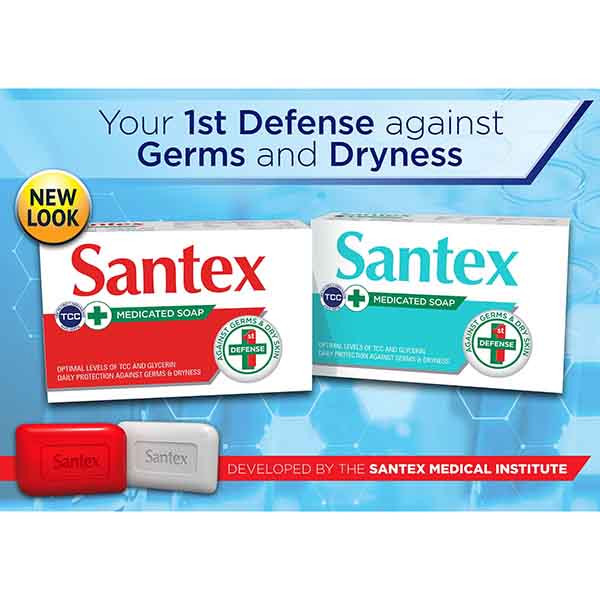 Your 1st Defense against
Germs and Dryness
NEW
LOOK
Santex
TCC
MEDICATED SOAP
AGAINST GERMS & DRY SKIN
1st
DEFENSE
OPTIMAL LEVELS OF TCC AND GLYCERIN
DAILY PROTECTION AGAINST GERMS & DRYNESS
Santex
TCC
MEDICATED SOAP
AGAINST GERMS & DRY SKIN
1st
DEFENSE
OPTIMAL LEVELS OF TCC AND GLYCERIN
DAILY PROTECTION AGAINST GERMS & DRYNESS
Santex
Santex
DEVELOPED BY THE SANTEX MEDICAL INSTITUTE